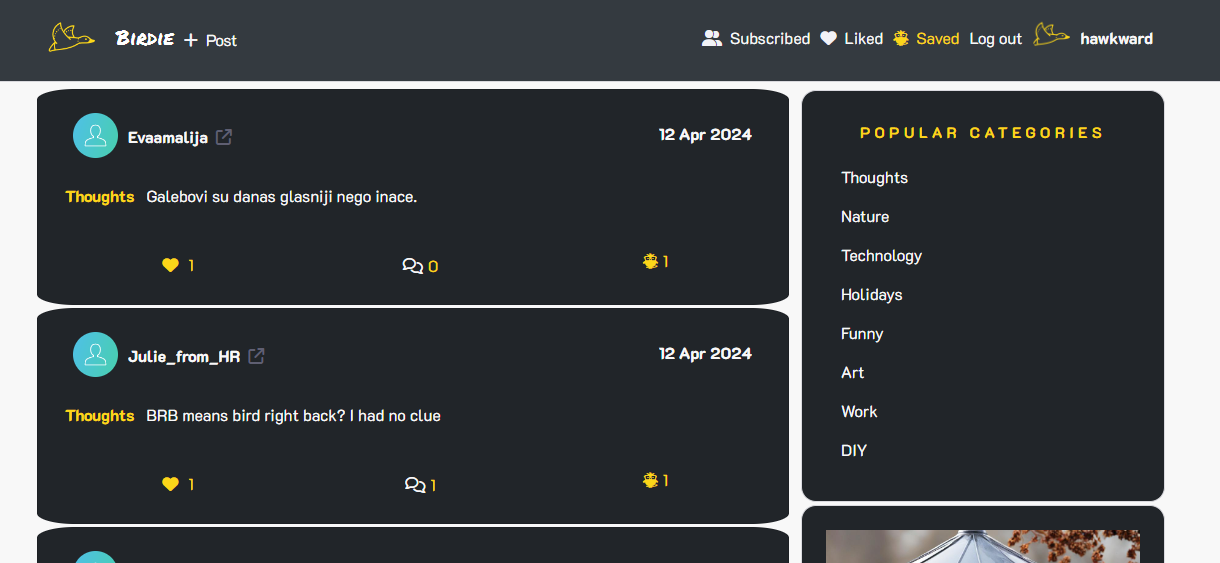 Birdie + Post
Subscribed Liked Saved Log out hawkward
Evaamalija
12 Apr 2024
Thoughts Galebovi su danas glasniji nego inace.
1 0 1
Julie_from_HR
12 Apr 2024
Thoughts BRB means bird right back? I had no clue
1 1 1
POPULAR CATEGORIES
Thoughts
Nature
Technology
Holidays
Funny
Art
Work
DIY